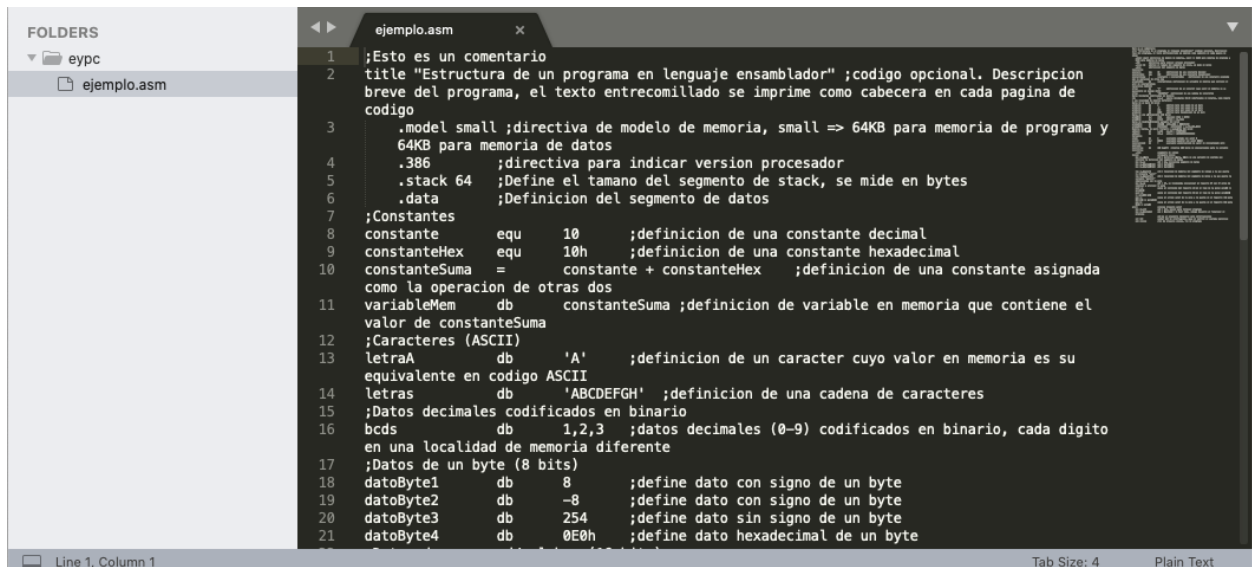 FOLDERS
eypc
ejemplo.asm
ejemplo.asm ×
1 ;Esto es un comentario
2 title "Estructura de un programa en lenguaje ensamblador" ;codigo opcional. Descripcion
breve del programa, el texto entrecomillado se imprime como cabecera en cada pagina de
codigo
3 .model small ;directiva de modelo de memoria, small => 64KB para memoria de programa y
64KB para memoria de datos
4 .386 ;directiva para indicar version procesador
5 .stack 64 ;Define el tamano del segmento de stack, se mide en bytes
6 .data ;Definicion del segmento de datos
7 ;Constantes
8 constante equ 10 ;definicion de una constante decimal
9 constanteHex equ 10h ;definicion de una constante hexadecimal
10 constanteSuma = constante + constanteHex ;definicion de una constante asignada
como la operacion de otras dos
11 variableMem db constanteSuma ;definicion de variable en memoria que contiene el
valor de constanteSuma
12 ;Caracteres (ASCII)
13 letraA db 'A' ;definicion de un caracter cuyo valor en memoria es su
equivalente en codigo ASCII
14 letras db 'ABCDEFGH' ;definicion de una cadena de caracteres
15 ;Datos decimales codificados en binario
16 bcds db 1,2,3 ;datos decimales (0-9) codificados en binario, cada digito
en una localidad de memoria diferente
17 ;Datos de un byte (8 bits)
18 datoByte1 db 8 ;define dato con signo de un byte
19 datoByte2 db -8 ;define dato con signo de un byte
20 datoByte3 db 254 ;define dato sin signo de un byte
21 datoByte4 db 0E0h ;define dato hexadecimal de un byte
Line 1, Column 1
Tab Size: 4
Plain Text